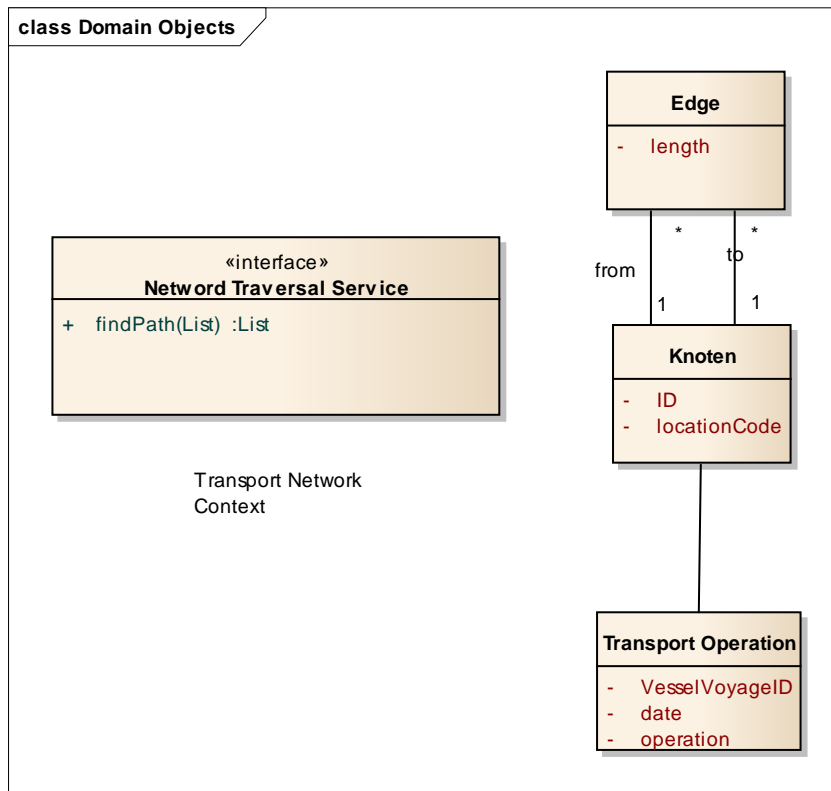 class Domain Objects
Edge
- length
* *
from to
1 1
«interface»
Netword Traversal Service
+ findPath(List) :List
Knoten
- ID
- locationCode
Transport Network
Context
Transport Operation
- VesselVoyageID
- date
- operation